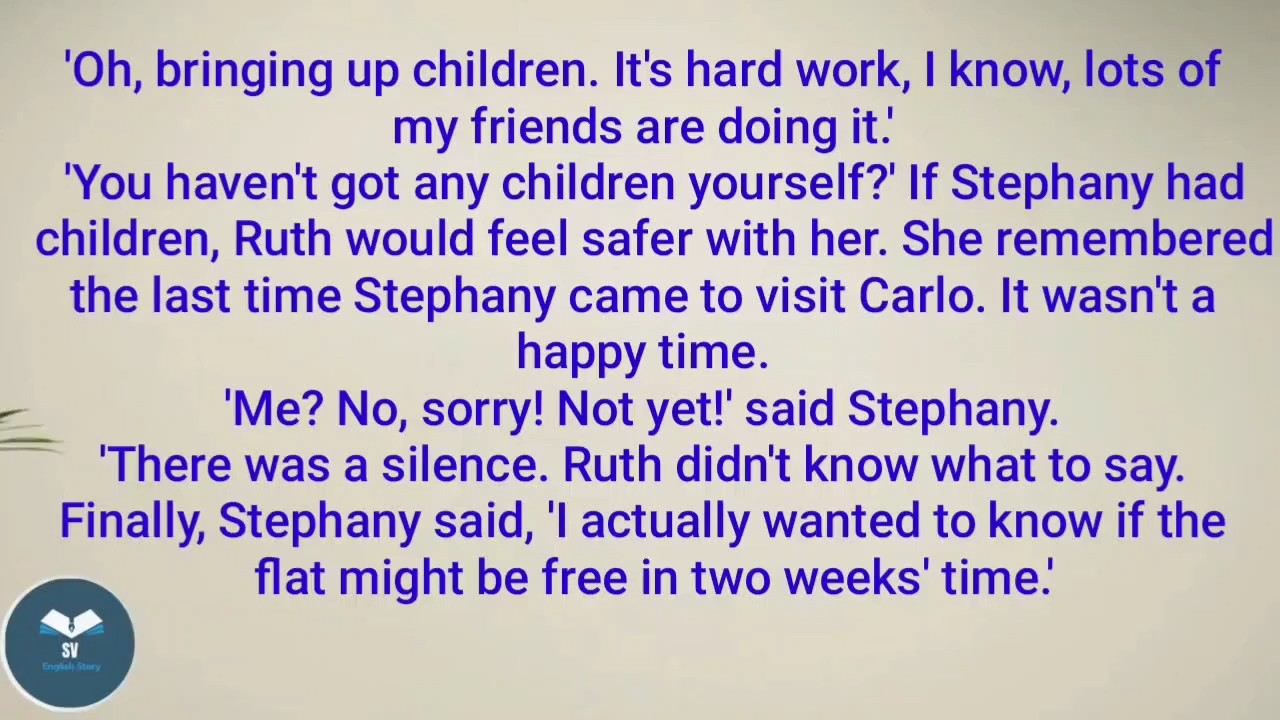 'Oh, bringing up children. It's hard work, I know, lots of
my friends are doing it.'
'You haven't got any children yourself?' If Stephany had
children, Ruth would feel safer with her. She remembered
the last time Stephany came to visit Carlo. It wasn't a
happy time.
'Me? No, sorry! Not yet!' said Stephany.
'There was a silence. Ruth didn't know what to say.
Finally, Stephany said, 'I actually wanted to know if the
flat might be free in two weeks' time.'
SV
English Story